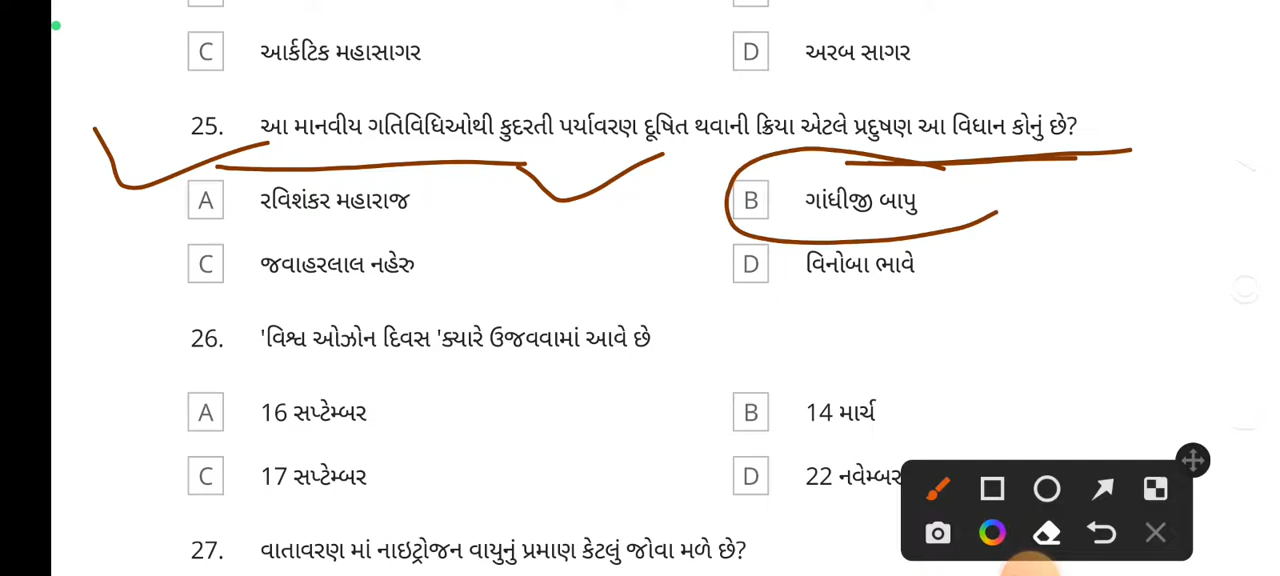 C આર્કટિક મહાસાગર
D અરબ સાગર
25. આ માનવીય ગતિવિધિઓથી કુદરતી પર્યાવરણ દૂષિત થવાની ક્રિયા એટલે પ્રદુષણ આ વિધાન કોનું છે?
A રવિશંકર મહારાજ
B ગાંધીજી બાપુ
C જવાહરલાલ નહેરુ
D વિનોબા ભાવે
26. 'વિશ્વ ઓઝોન દિવસ 'ક્યારે ઉજવવામાં આવે છે
A 16 સપ્ટેમ્બર
B 14 માર્ચ
C 17 સપ્ટેમ્બર
D 22 નવેમ્બર
27. વાતાવરણ માં નાઇટ્રોજન વાયુનું પ્રમાણ કેટલું જોવા મળે છે?